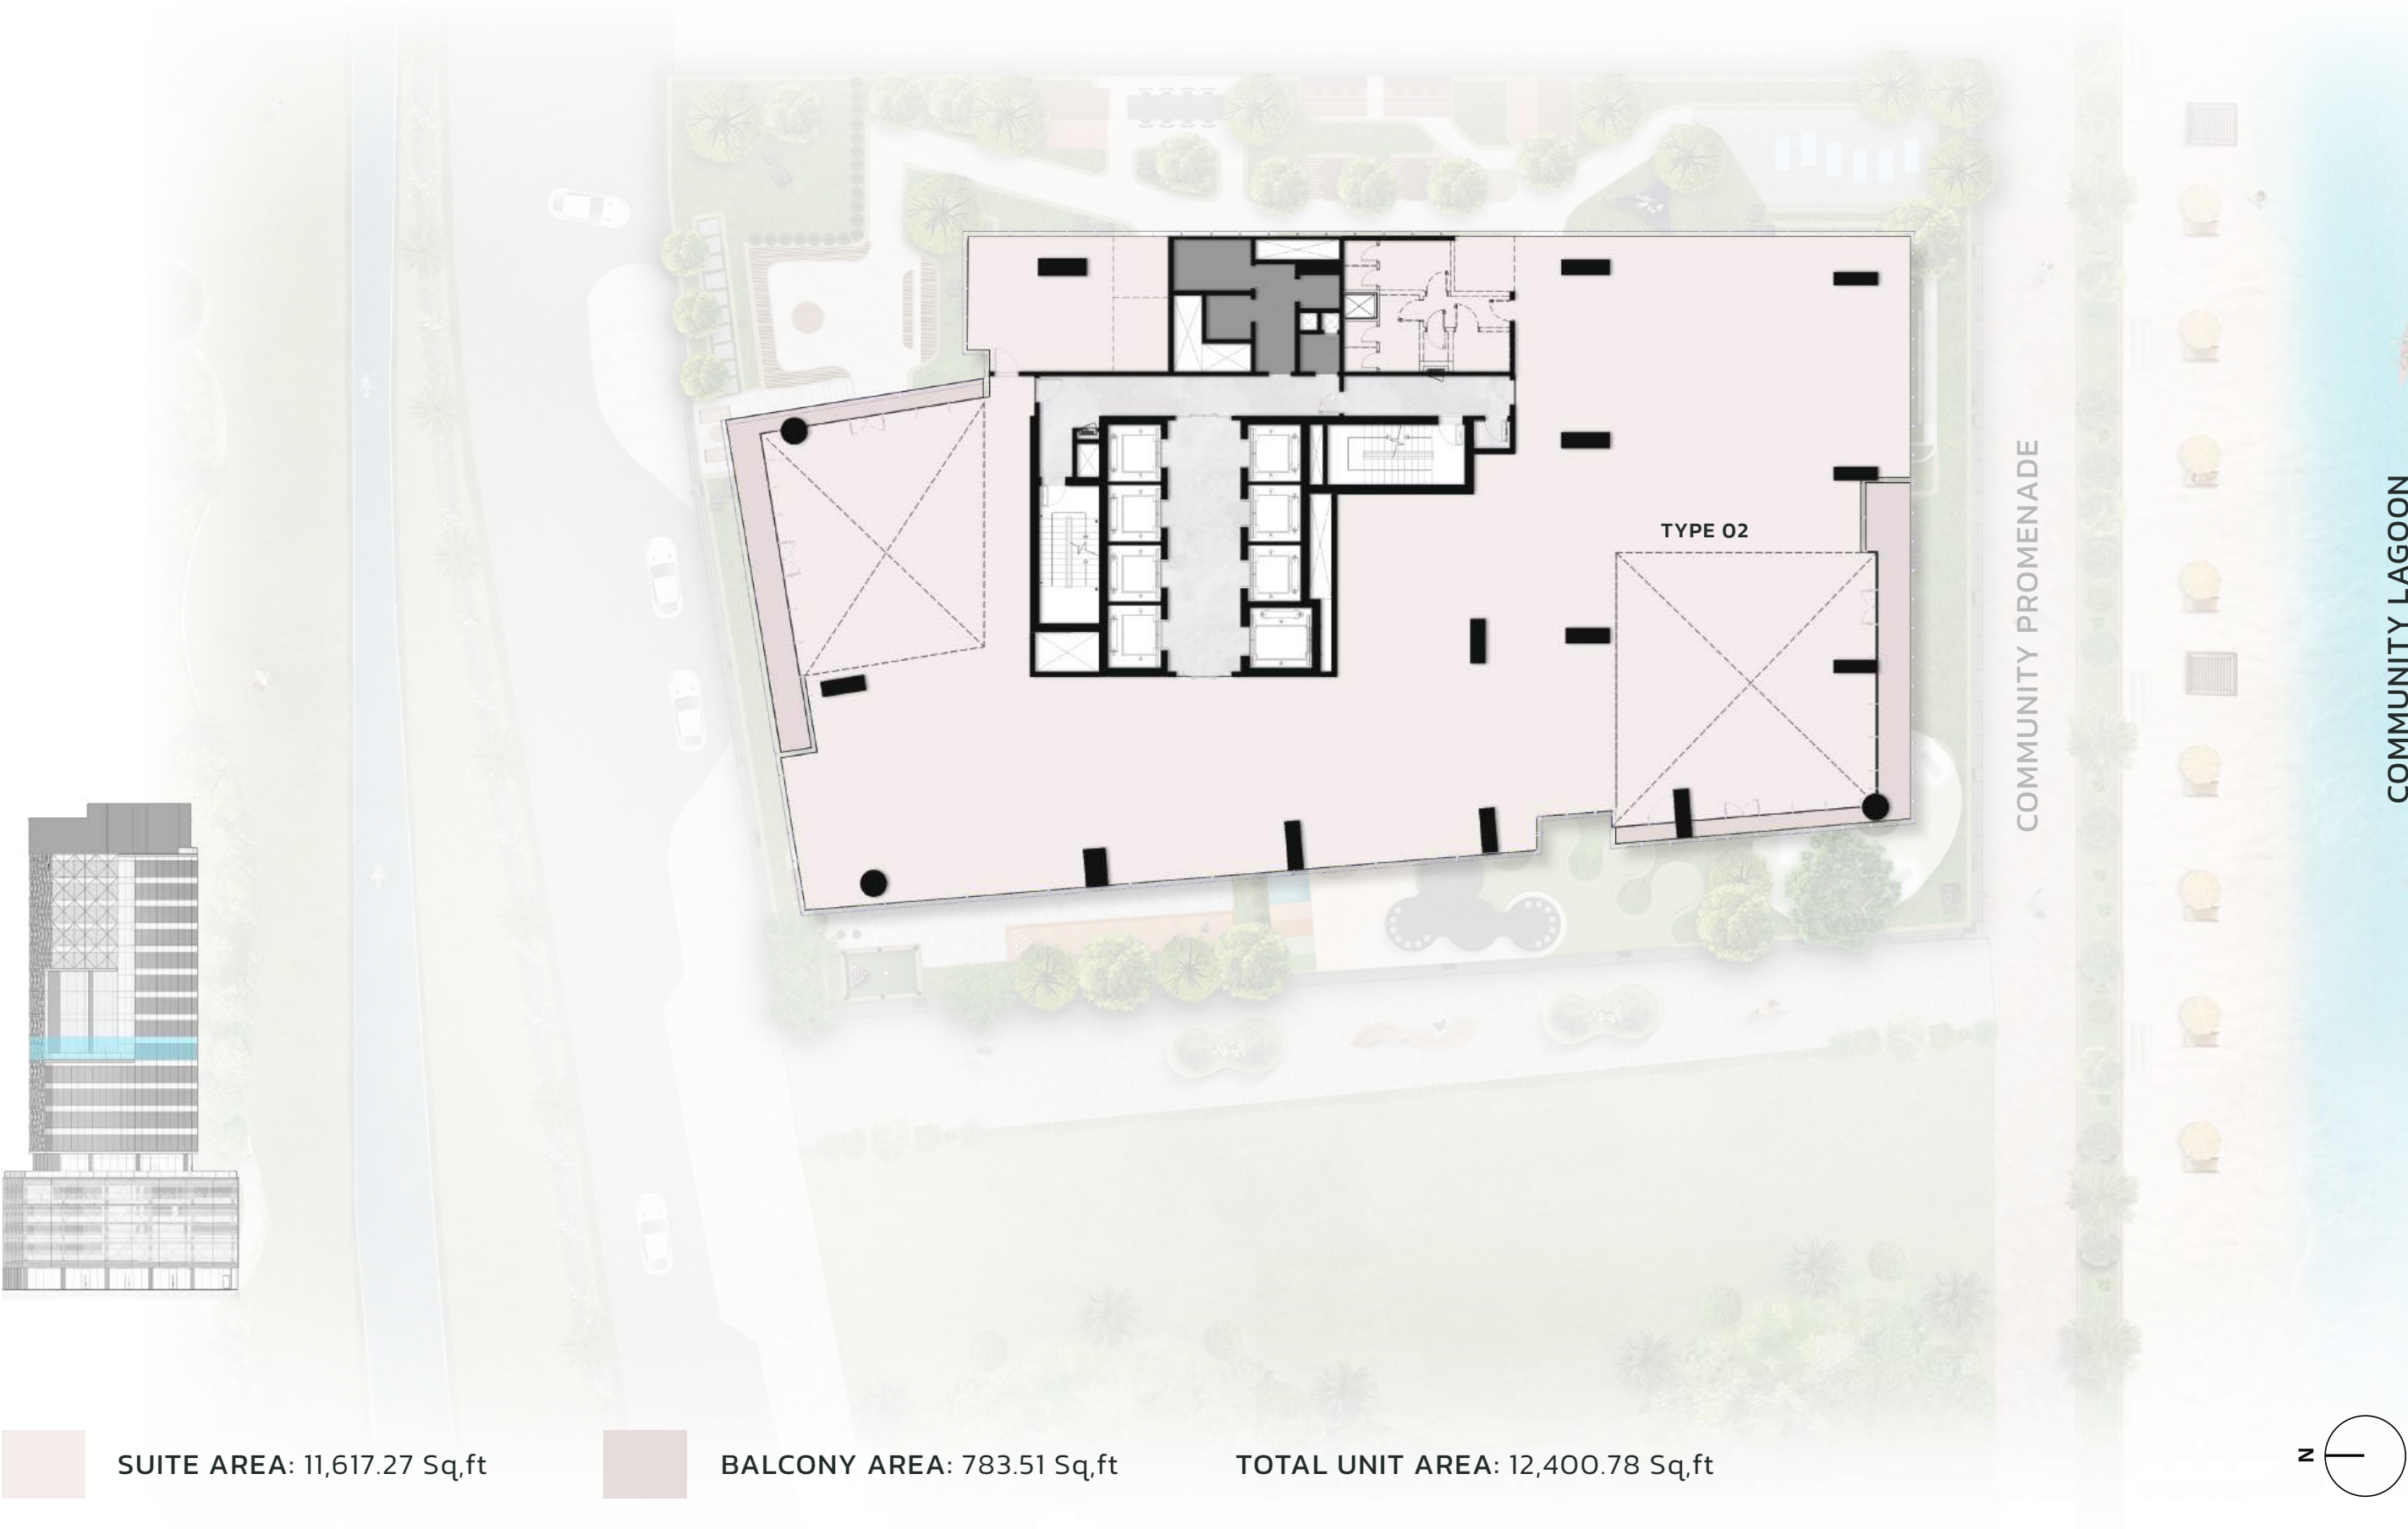 TYPE 02
COMMUNITY PROMENADE
COMMUNITY LAGOON
SUITE AREA: 11,617.27 Sq,ft
BALCONY AREA: 783.51 Sq,ft
TOTAL UNIT AREA: 12,400.78 Sq,ft
N